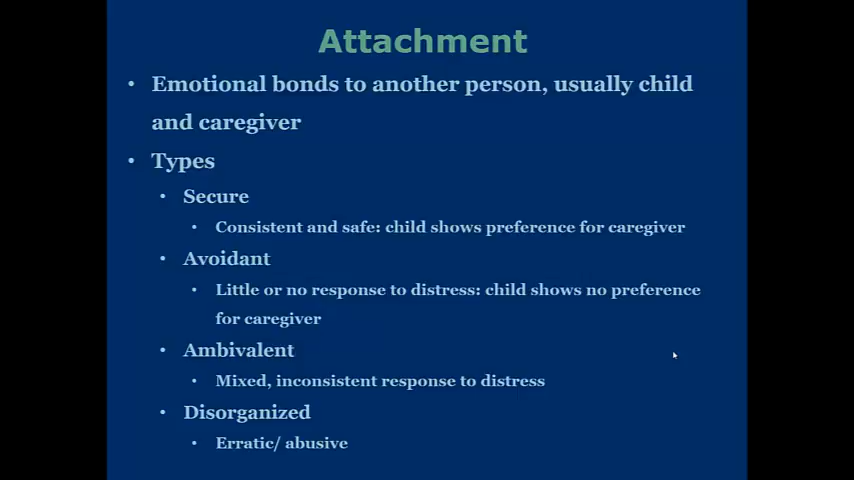 Attachment
• Emotional bonds to another person, usually child
and caregiver
• Types
• Secure
• Consistent and safe: child shows preference for caregiver
• Avoidant
• Little or no response to distress: child shows no preference
for caregiver
• Ambivalent
• Mixed, inconsistent response to distress
• Disorganized
• Erratic/ abusive